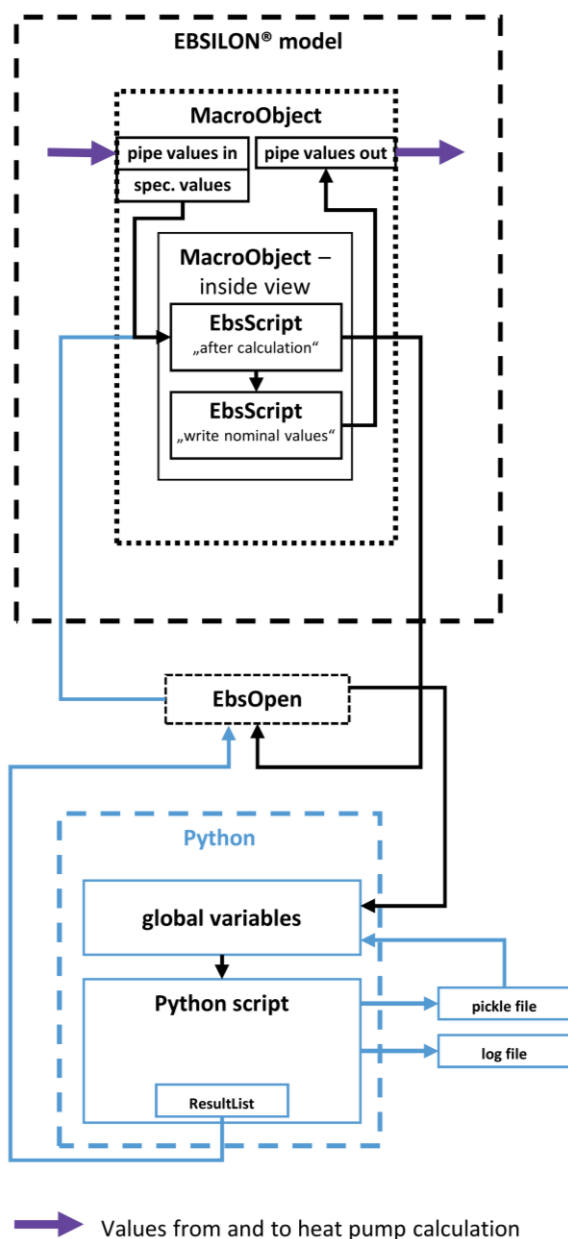 EBSILON® model
MacroObject
pipe values in
pipe values out
spec. values
MacroObject –
inside view
EbsScript
„after calculation“
EbsScript
„write nominal values“
EbsOpen
Python
global variables
Python script
pickle file
log file
ResultList
Values from and to heat pump calculation